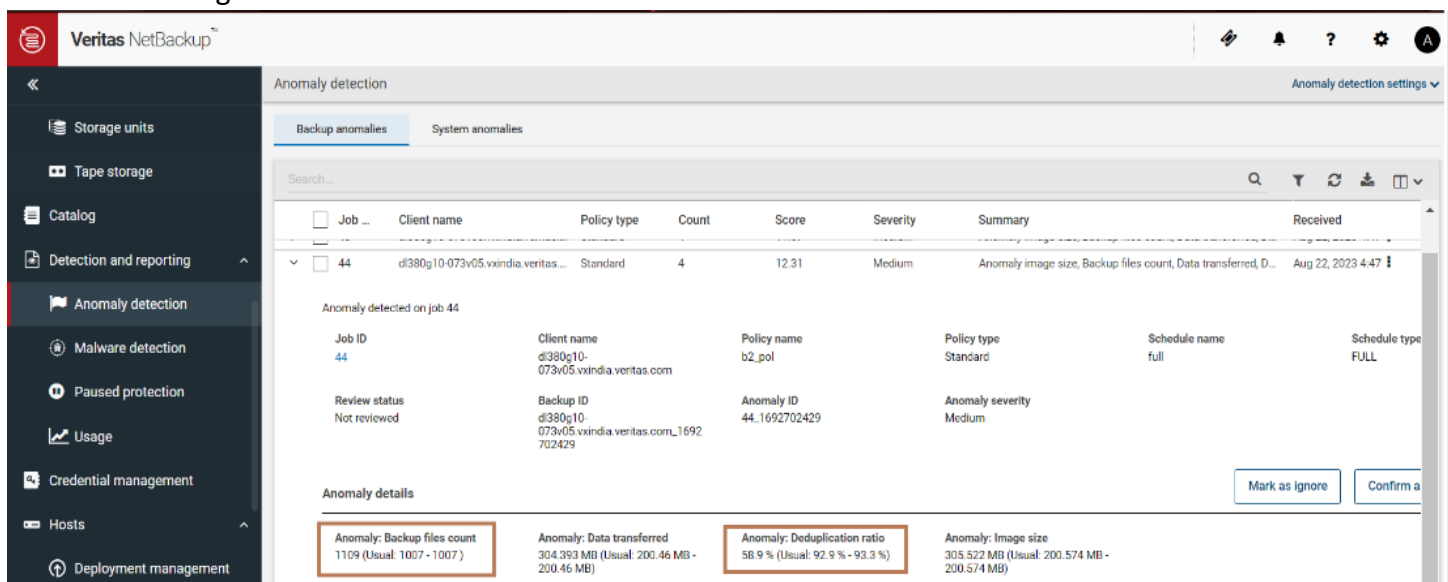 Veritas NetBackup™
A
Anomaly detection
Anomaly detection settings
Storage units
Tape storage
Catalog
Detection and reporting
Anomaly detection
Malware detection
Paused protection
Usage
Credential management
Hosts
Deployment management
Backup anomalies System anomalies
Search...
Job ... Client name Policy type Count Score Severity Summary Received
44 dl380g10-073v05.vxindia.veritas.... Standard 4 12.31 Medium Anomaly image size, Backup files count, Data transferred, D... Aug 22, 2023 4:47
Anomaly detected on job 44
Job ID Client name Policy name Policy type Schedule name Schedule type
44 dl380g10- b2_pol Standard full FULL
073v05.vxindia.veritas.com
Review status Backup ID Anomaly ID Anomaly severity
Not reviewed dl380g10- 44_1692702429 Medium
073v05.vxindia.veritas.com_1692
702429
Mark as ignore Confirm a
Anomaly details
Anomaly: Backup files count Anomaly: Data transferred Anomaly: Deduplication ratio Anomaly: Image size
1109 (Usual: 1007 - 1007 ) 304.393 MB (Usual: 200.46 MB - 58.9 % (Usual: 92.9 % - 93.3 %) 305.522 MB (Usual: 200.574 MB -
200.46 MB) 200.574 MB)